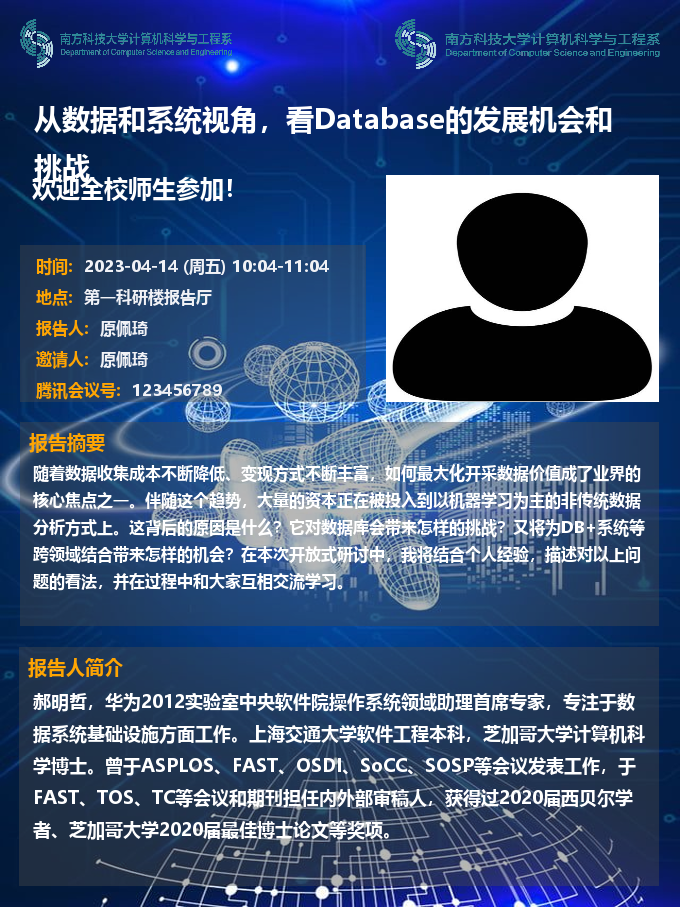 南方科技大学计算机科学与工程系
Department of Computer Science and Engineering
南方科技大学计算机科学与工程系
Department of Computer Science and Engineering
从数据和系统视角，看Database的发展机会和
挑战
欢迎全校师生参加！
时间：2023-04-14 (周五) 10:04-11:04
地点：第一科研楼报告厅
报告人：原佩琦
邀请人：原佩琦
腾讯会议号：123456789
报告摘要
随着数据收集成本不断降低、变现方式不断丰富，如何最大化开采数据价值成了业界的
核心焦点之一。伴随这个趋势，大量的资本正在被投入到以机器学习为主的非传统数据
分析方式上。这背后的原因是什么？它对数据库会带来怎样的挑战？又将为DB+系统等
跨领域结合带来怎样的机会？在本次开放式研讨中，我将结合个人经验，描述对以上问
题的看法，并在过程中和大家互相交流学习。
报告人简介
郝明哲，华为2012实验室中央软件院操作系统领域助理首席专家，专注于数
据系统基础设施方面工作。上海交通大学软件工程本科，芝加哥大学计算机科
学博士。曾于ASPLOS、FAST、OSDI、SoCC、SOSP等会议发表工作，于
FAST、TOS、TC等会议和期刊担任内外部审稿人，获得过2020届西贝尔学
者、芝加哥大学2020届最佳博士论文等奖项。